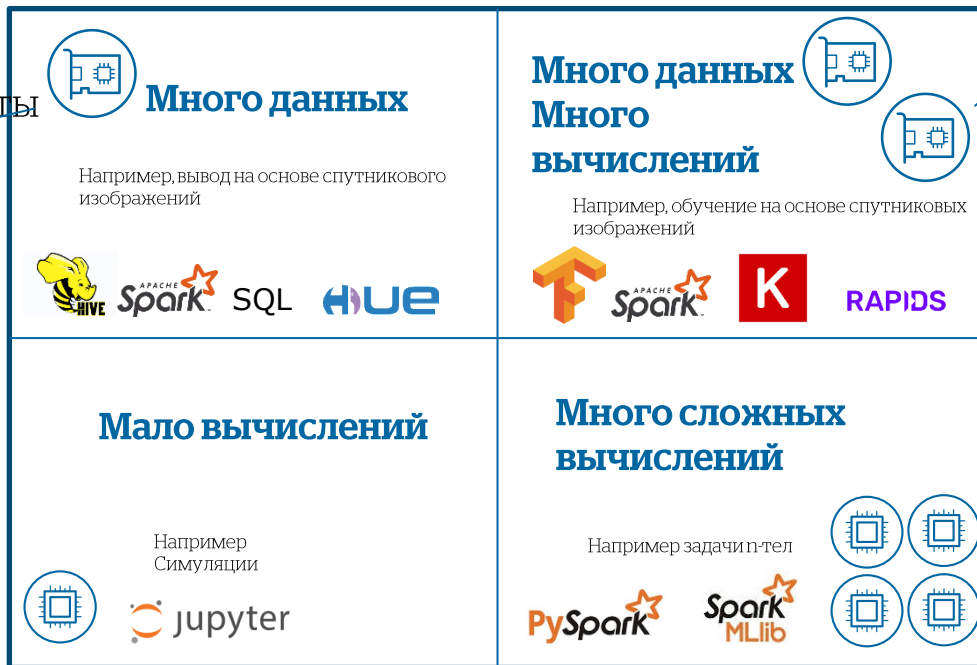 ТЫ
Много данных
Например, вывод на основе спутникового
изображений
HIVE
APACHE
Spark™
SQL
HUE
Много данных
Много
вычислений
Например, обучение на основе спутниковых
изображений
APACHE
Spark™
K
RAPIDS
Мало вычислений
Например
Симуляции
jupyter
Много сложных
вычислений
Например задачи n-тел
PySpark
Spark
MLlib